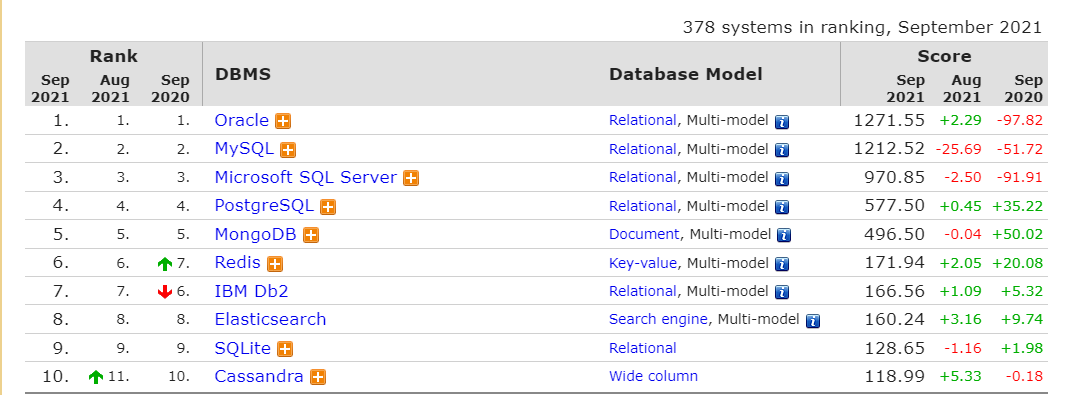 378 systems in ranking, September 2021
Rank DBMS Database Model Score
Sep 2021 Aug 2021 Sep 2020 Sep 2021 Aug 2021 Sep 2020
1. 1. 1. Oracle Relational, Multi-model 1271.55 +2.29 -97.82
2. 2. 2. MySQL Relational, Multi-model 1212.52 -25.69 -51.72
3. 3. 3. Microsoft SQL Server Relational, Multi-model 970.85 -2.50 -91.91
4. 4. 4. PostgreSQL Relational, Multi-model 577.50 +0.45 +35.22
5. 5. 5. MongoDB Document, Multi-model 496.50 -0.04 +50.02
6. 6. 7. Redis Key-value, Multi-model 171.94 +2.05 +20.08
7. 7. 6. IBM Db2 Relational, Multi-model 166.56 +1.09 +5.32
8. 8. 8. Elasticsearch Search engine, Multi-model 160.24 +3.16 +9.74
9. 9. 9. SQLite Relational 128.65 -1.16 +1.98
10. 11. 10. Cassandra Wide column 118.99 +5.33 -0.18